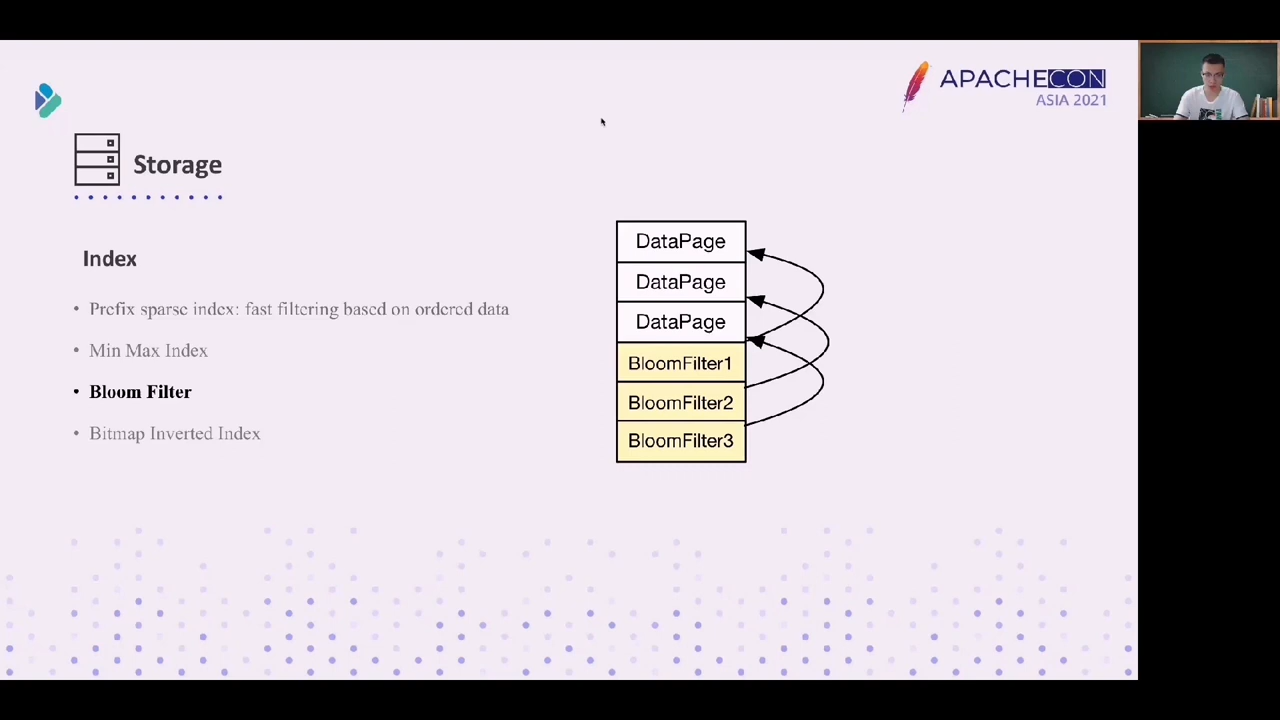 APACHECON
ASIA 2021
Storage
Index
• Prefix sparse index: fast filtering based on ordered data
• Min Max Index
• Bloom Filter
• Bitmap Inverted Index
DataPage
DataPage
DataPage
BloomFilter1
BloomFilter2
BloomFilter3